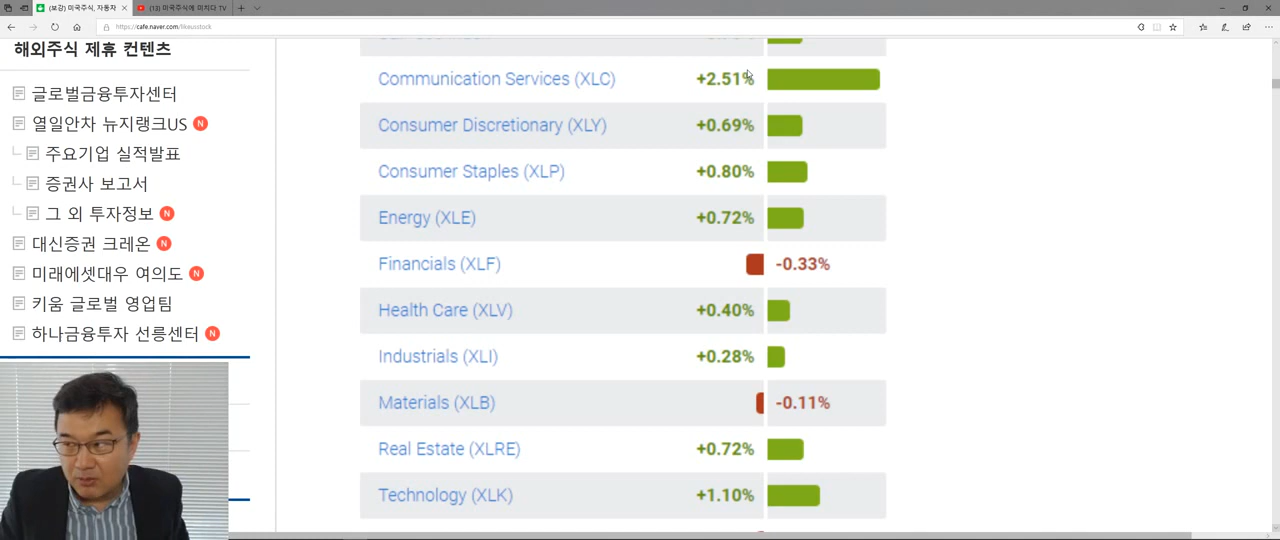 (보강) 미국주식, 자동차
(13) 미국주식에 미치다 TV
https://cafe.naver.com/likeusstock
해외주식 제휴 컨텐츠
글로벌금융투자센터
열일안차 뉴지랭크US N
주요기업 실적발표
증권사 보고서
그 외 투자정보 N
대신증권 크레온 N
미래에셋대우 여의도 N
키움 글로벌 영업팀
하나금융투자 선릉센터 N
Communication Services (XLC) +2.51%
Consumer Discretionary (XLY) +0.69%
Consumer Staples (XLP) +0.80%
Energy (XLE) +0.72%
Financials (XLF) -0.33%
Health Care (XLV) +0.40%
Industrials (XLI) +0.28%
Materials (XLB) -0.11%
Real Estate (XLRE) +0.72%
Technology (XLK) +1.10%